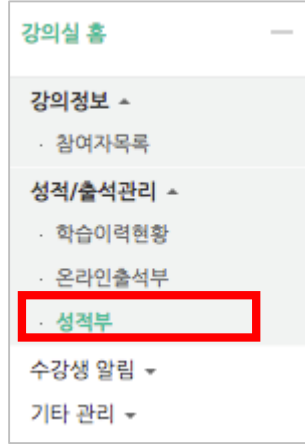 강의실 홈
강의정보
· 참여자목록
성적/출석관리
· 학습이력현황
· 온라인출석부
· 성적부
수강생 알림
기타 관리